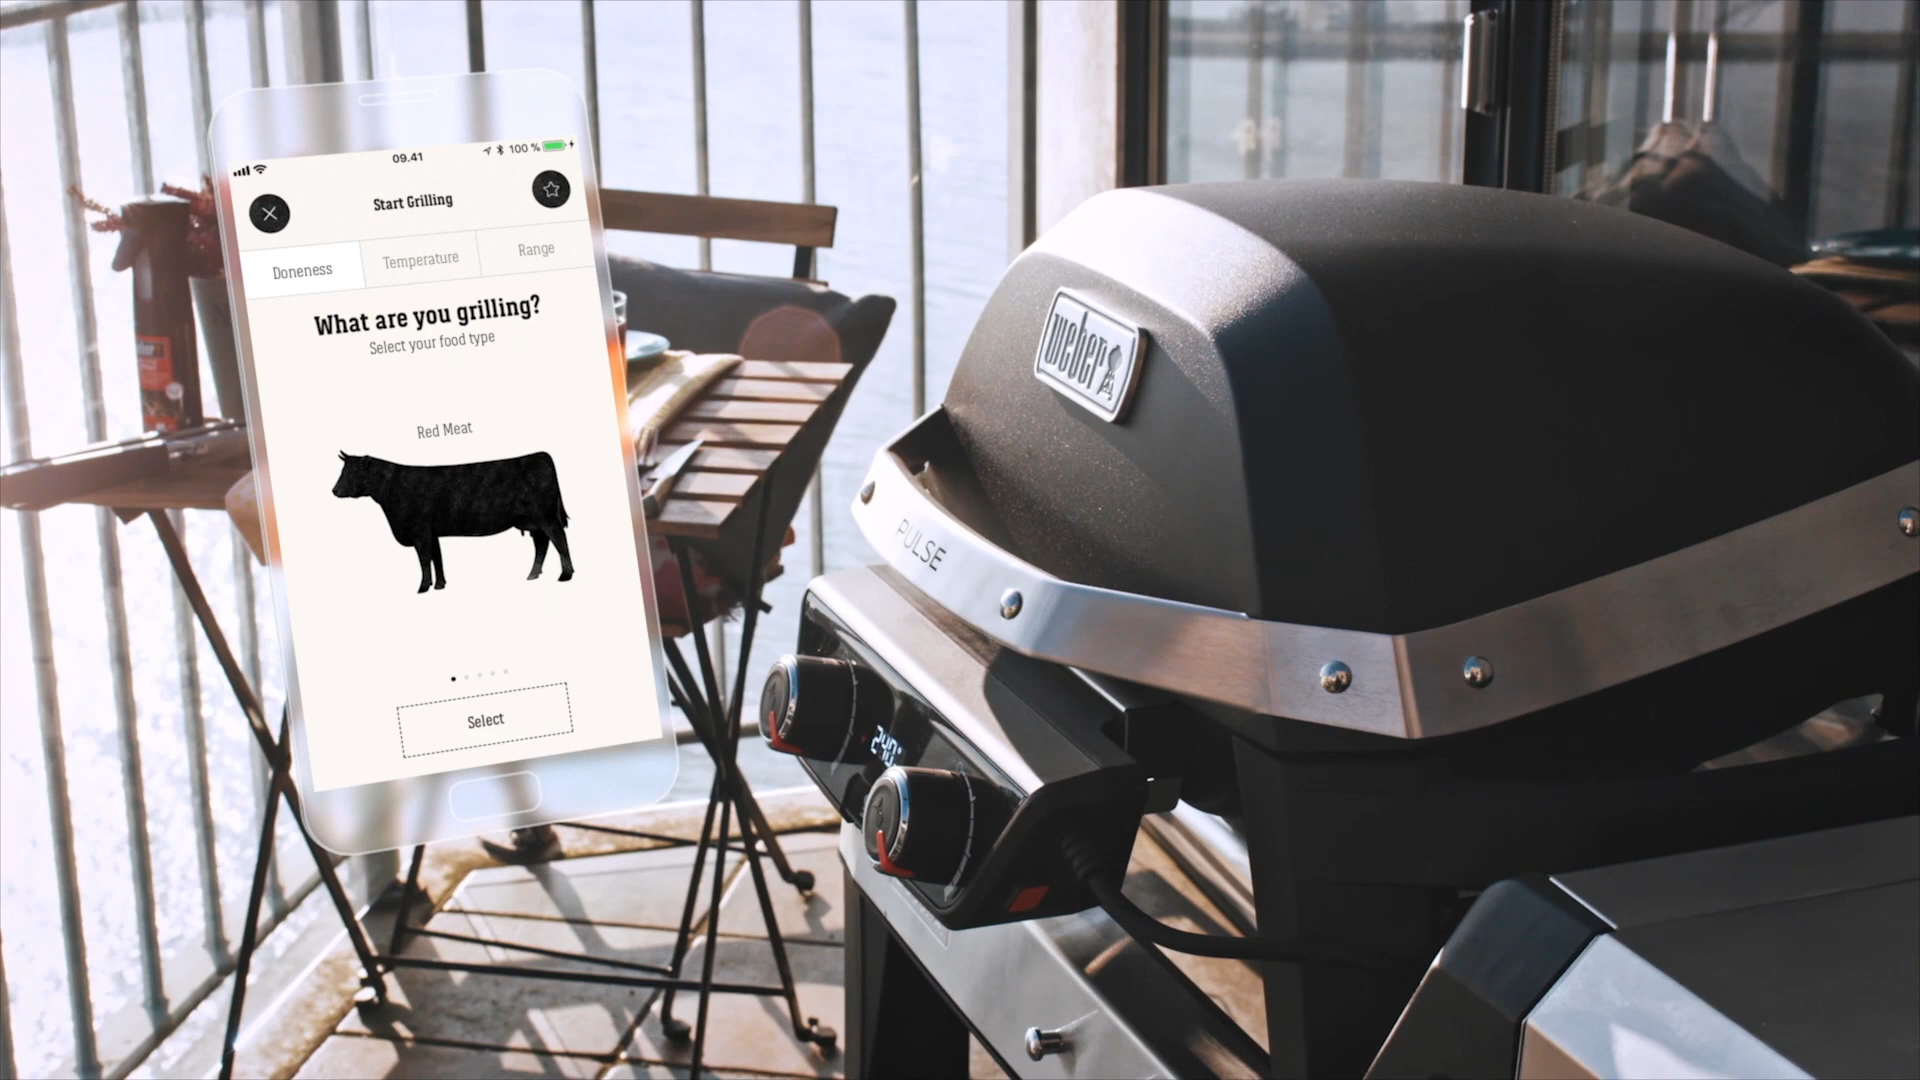 09.41
100 %
Start Grilling
Doneness
Temperature
Range
What are you grilling?
Select your food type
Red Meat
Select
weber
PULSE
240°